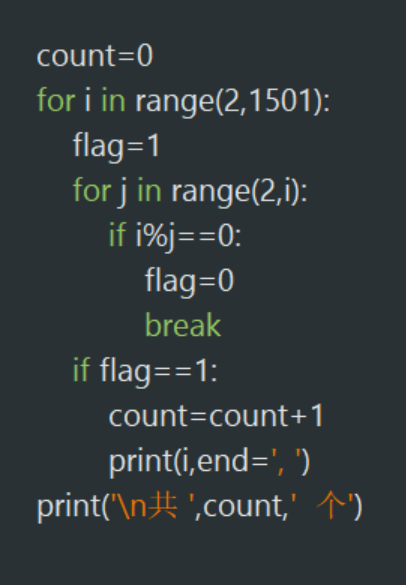 count=0
for i in range(2,1501):
    flag=1
    for j in range(2,i):
        if i%j==0:
            flag=0
            break
    if flag==1:
        count=count+1
        print(i,end=', ')
print('\n共 ',count,'  个')